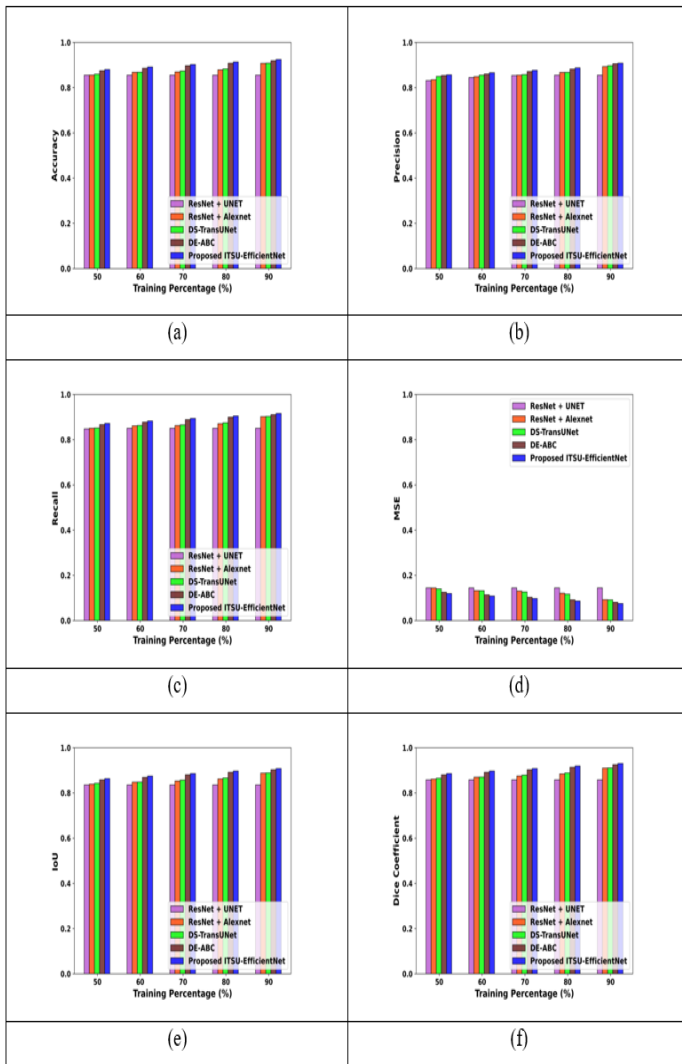 1.0
0.8
0.6
0.4
0.2
0.0
Accuracy
ResNet + UNET
ResNet + Alexnet
DS-TransUNet
DE-ABC
Proposed ITSU-EfficientNet
50 60 70 80 90
Training Percentage (%)
(a)
1.0
0.8
0.6
0.4
0.2
0.0
Precision
ResNet + UNET
ResNet + Alexnet
DS-TransUNet
DE-ABC
Proposed ITSU-EfficientNet
50 60 70 80 90
Training Percentage (%)
(b)
1.0
0.8
0.6
0.4
0.2
0.0
Recall
ResNet + UNET
ResNet + Alexnet
DS-TransUNet
DE-ABC
Proposed ITSU-EfficientNet
50 60 70 80 90
Training Percentage (%)
(c)
1.0
0.8
0.6
0.4
0.2
0.0
MSE
ResNet + UNET
ResNet + Alexnet
DS-TransUNet
DE-ABC
Proposed ITSU-EfficientNet
50 60 70 80 90
Training Percentage (%)
(d)
1.0
0.8
0.6
0.4
0.2
0.0
IoU
ResNet + UNET
ResNet + Alexnet
DS-TransUNet
DE-ABC
Proposed ITSU-EfficientNet
50 60 70 80 90
Training Percentage (%)
(e)
1.0
0.8
0.6
0.4
0.2
0.0
Dice Coefficient
ResNet + UNET
ResNet + Alexnet
DS-TransUNet
DE-ABC
Proposed ITSU-EfficientNet
50 60 70 80 90
Training Percentage (%)
(f)